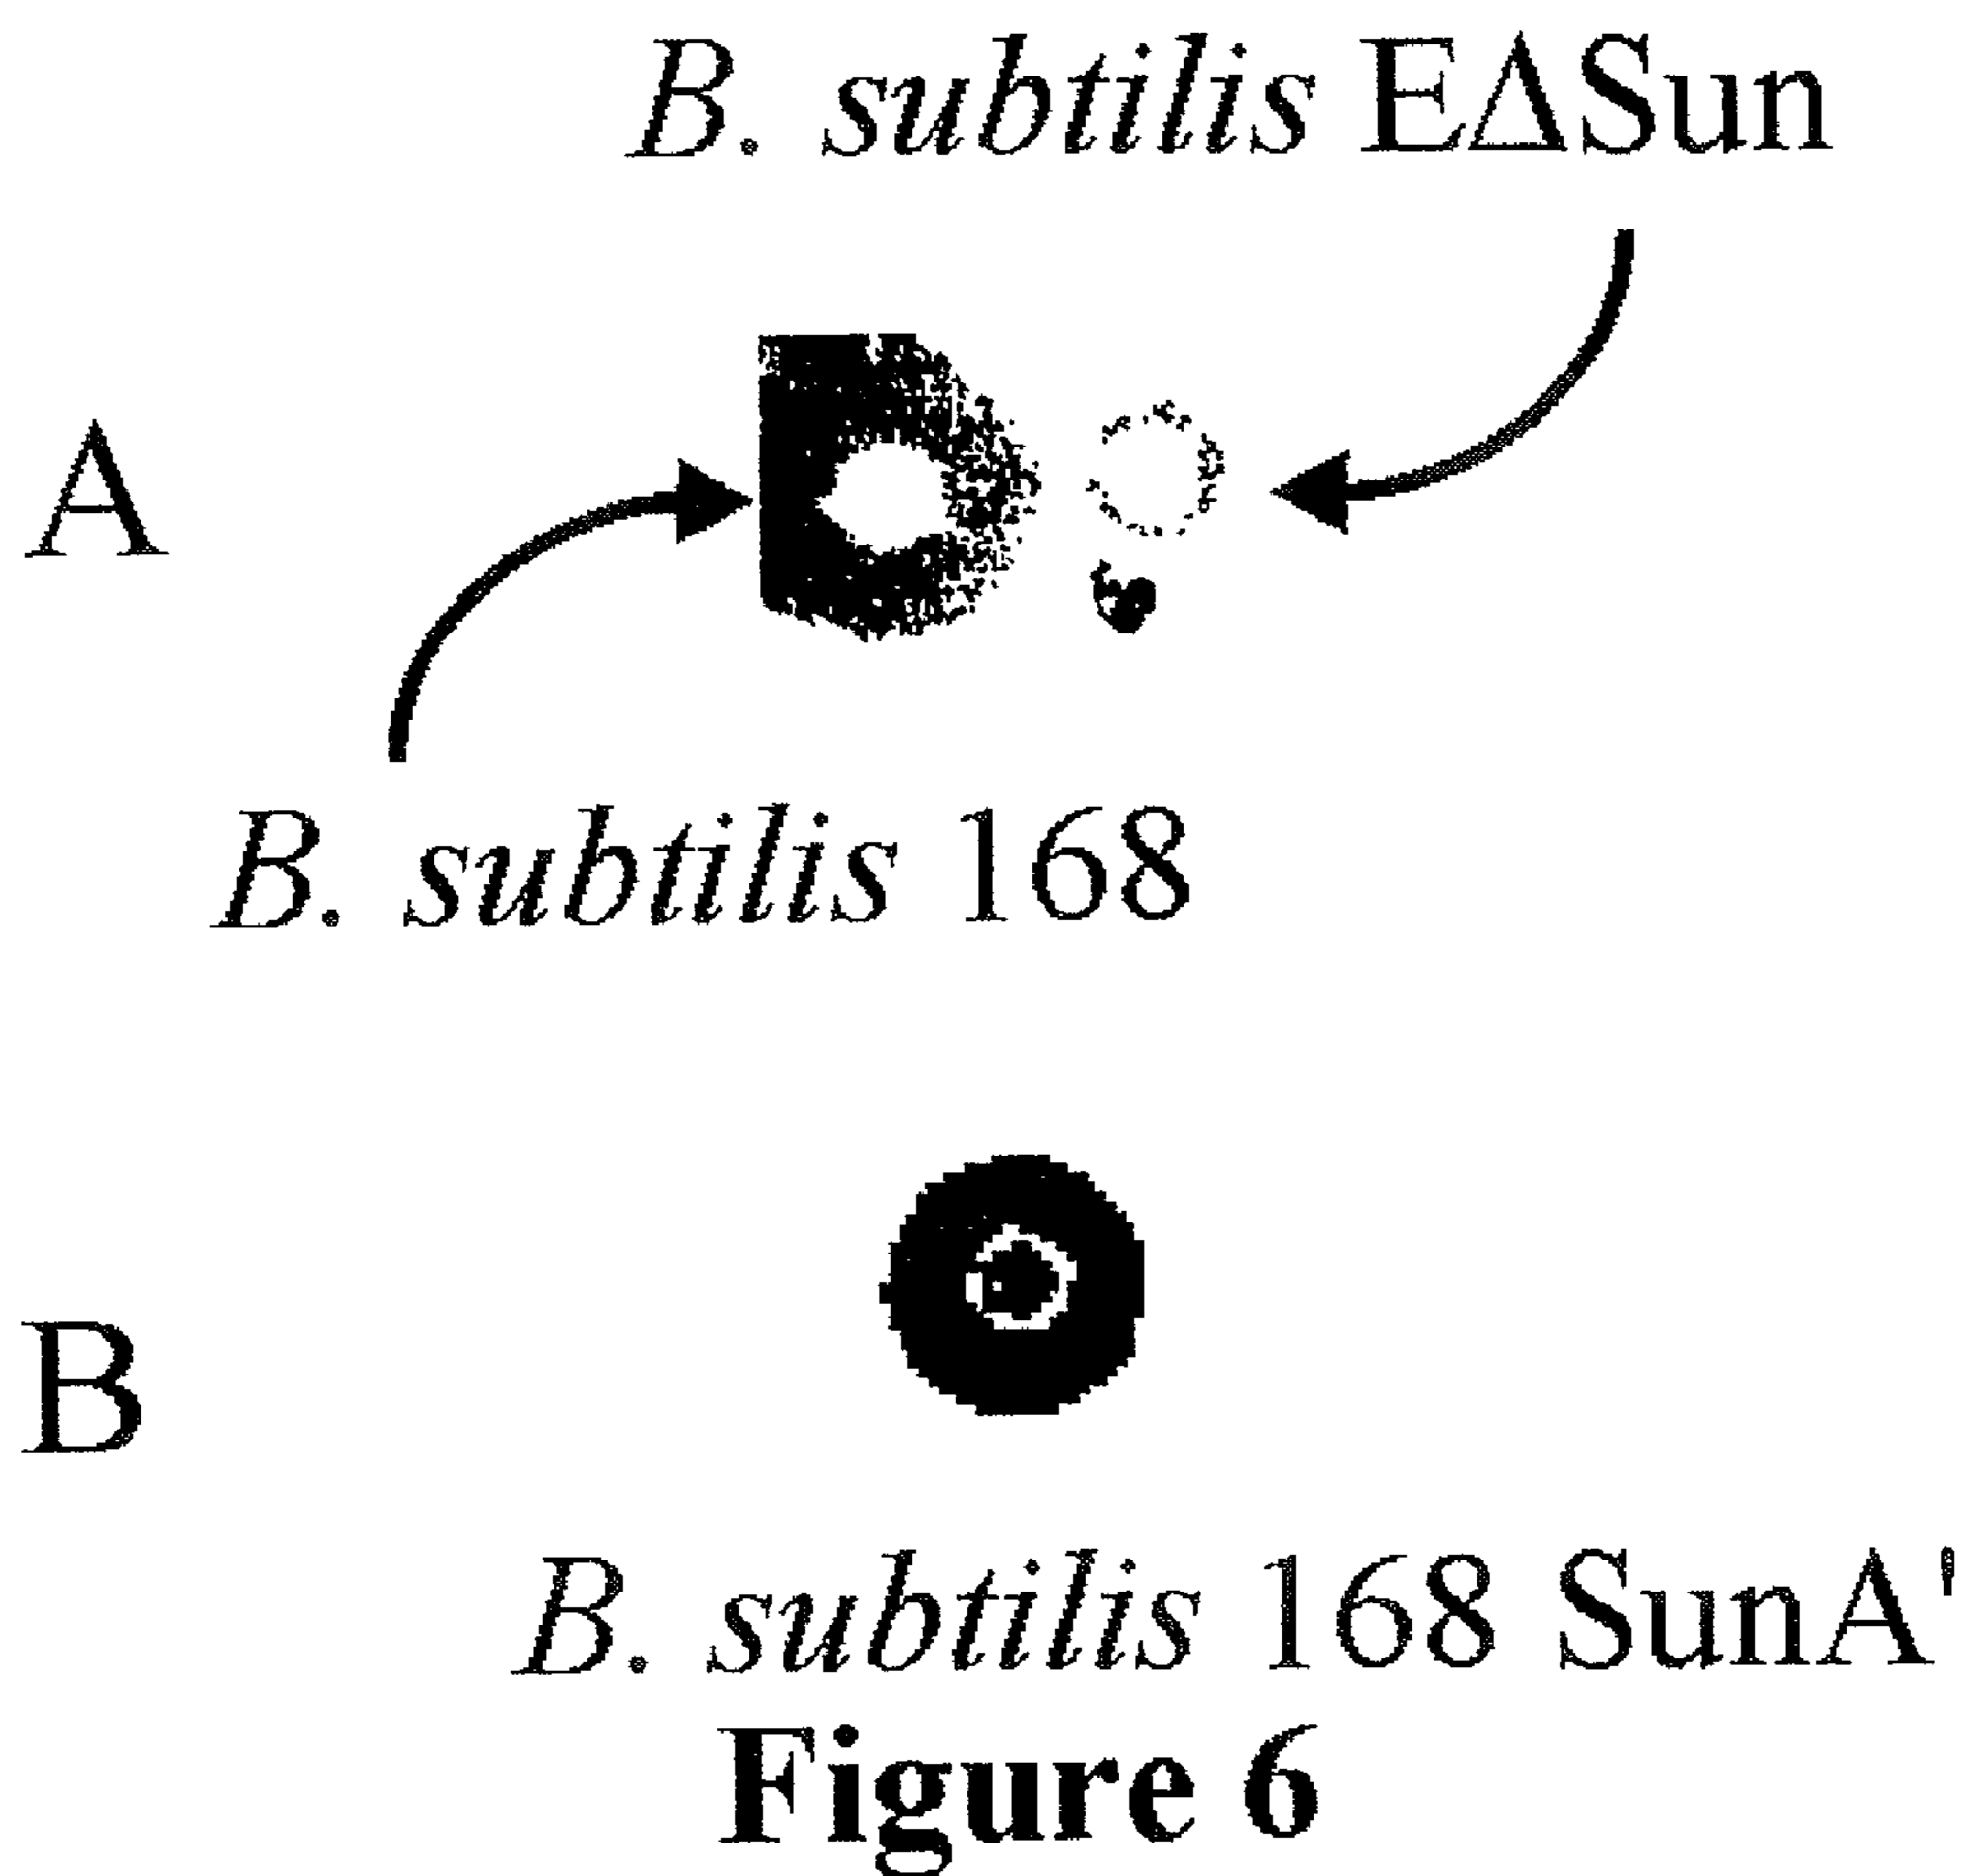 B. subtilis EΔSun
A
B. subtilis 168
B
B. subtilis 168 SunA'
Figure 6